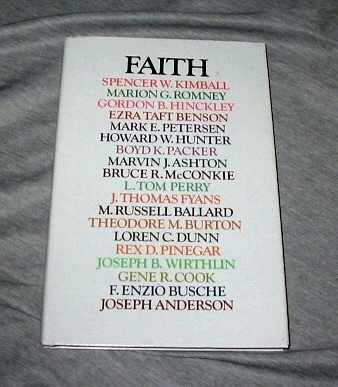 FAITH
SPENCER W. KIMBALL
MARION G. ROMNEY
GORDON B. HINCKLEY
EZRA TAFT BENSON
MARK E. PETERSEN
HOWARD W. HUNTER
BOYD K. PACKER
MARVIN J. ASHTON
BRUCE R. McCONKIE
L. TOM PERRY
J. THOMAS FYANS
M. RUSSELL BALLARD
THEODORE M. BURTON
LOREN C. DUNN
REX D. PINEGAR
JOSEPH B. WIRTHLIN
GENE R. COOK
F. ENZIO BUSCHE
JOSEPH ANDERSON